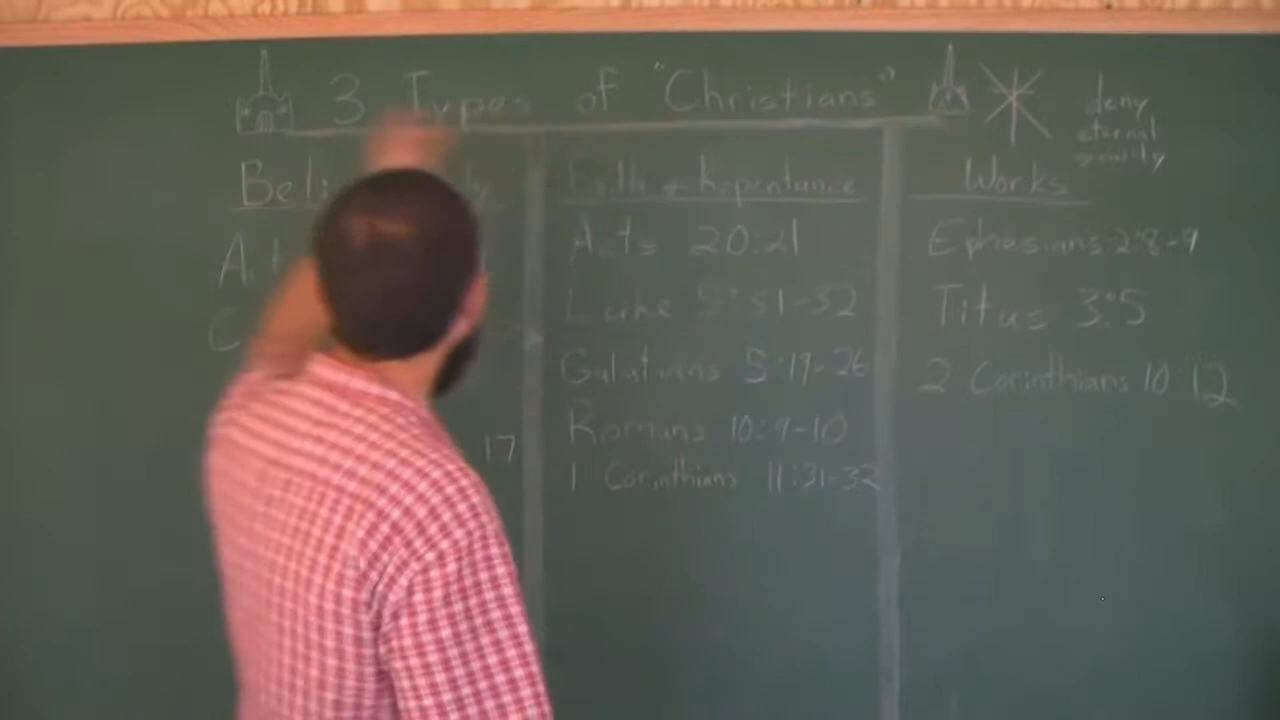 3 Types of "Christians"
deny
eternal
security
Faith & Repentance
Acts 20:21
Luke 5:31-32
Galatians 5:19-26
Romans 10:9-10
1 Corinthians 11:31-32
17
Works
Ephesians 2:8-9
Titus 3:5
2 Corinthians 10:12